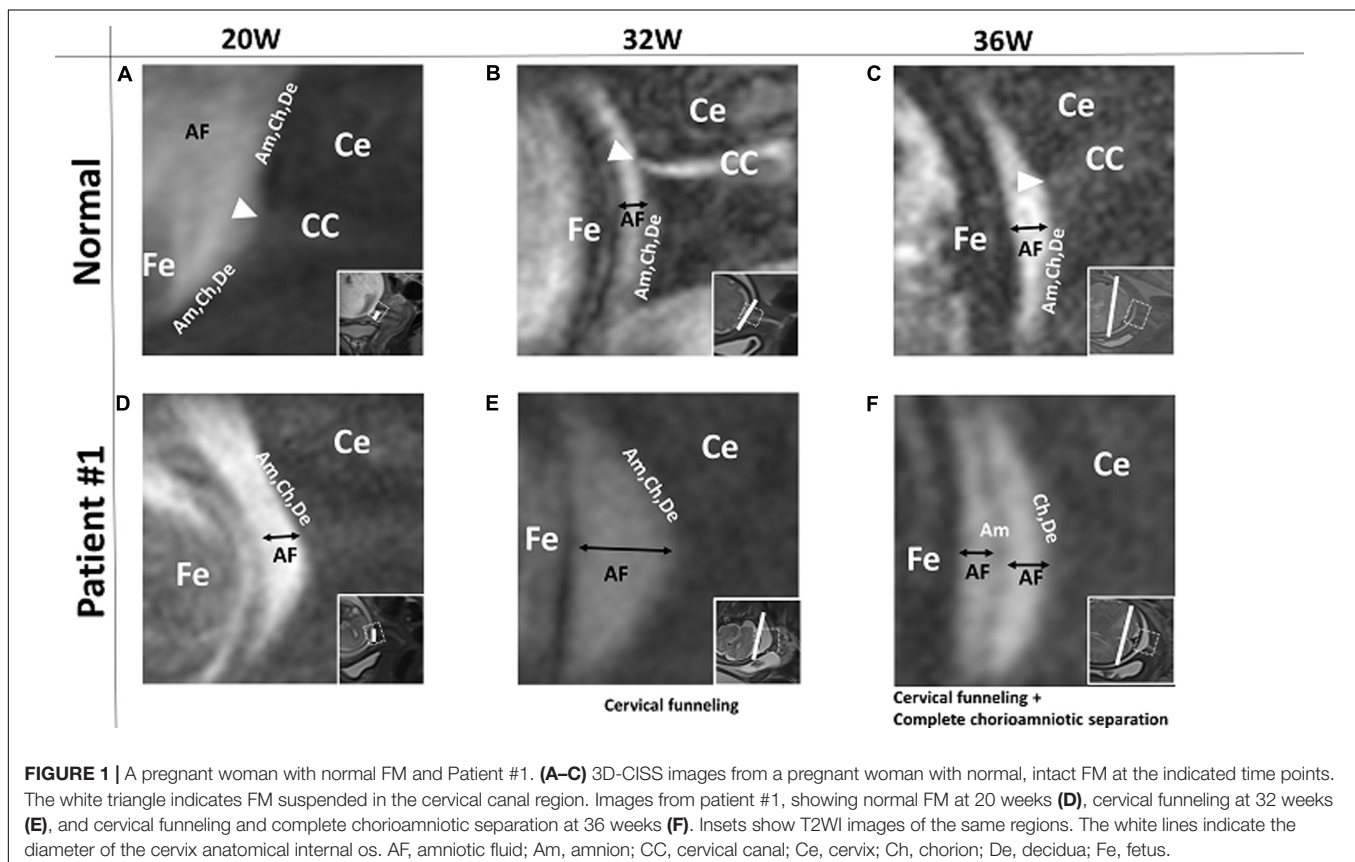 20W
32W
36W
Normal
A
AF
Am,Ch,De
Ce
CC
Fe
Am,Ch,De
B
Ce
CC
Fe
AF
Am,Ch,De
C
Ce
CC
Fe
AF
Am,Ch,De
Patient #1
D
Ce
Am,Ch,De
AF
Fe
E
Ce
Am,Ch,De
Fe
AF
Cervical funneling
F
Ce
Ch,De
Am
Fe
AF
AF
Cervical funneling +
Complete chorioamniotic separation
FIGURE 1 | A pregnant woman with normal FM and Patient #1. (A–C) 3D-CISS images from a pregnant woman with normal, intact FM at the indicated time points.
The white triangle indicates FM suspended in the cervical canal region. Images from patient #1, showing normal FM at 20 weeks (D), cervical funneling at 32 weeks
(E), and cervical funneling and complete chorioamniotic separation at 36 weeks (F). Insets show T2WI images of the same regions. The white lines indicate the
diameter of the cervix anatomical internal os. AF, amniotic fluid; Am, amnion; CC, cervical canal; Ce, cervix; Ch, chorion; De, decidua; Fe, fetus.